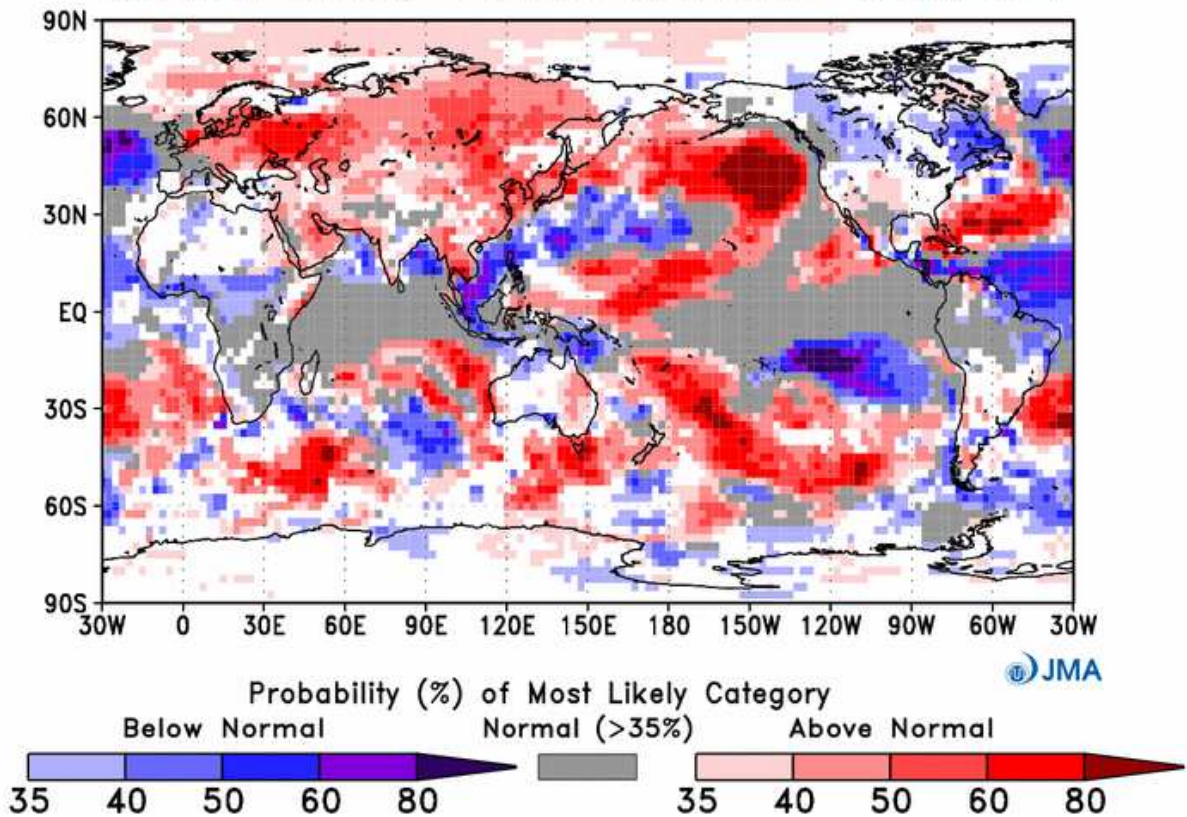 90N
60N
30N
EQ
30S
60S
90S
30W 0 30E 60E 90E 120E 150E 180 150W 120W 90W 60W 30W
JMA
Probability (%) of Most Likely Category
Below Normal Normal (>35%) Above Normal
35 40 50 60 80 35 40 50 60 80